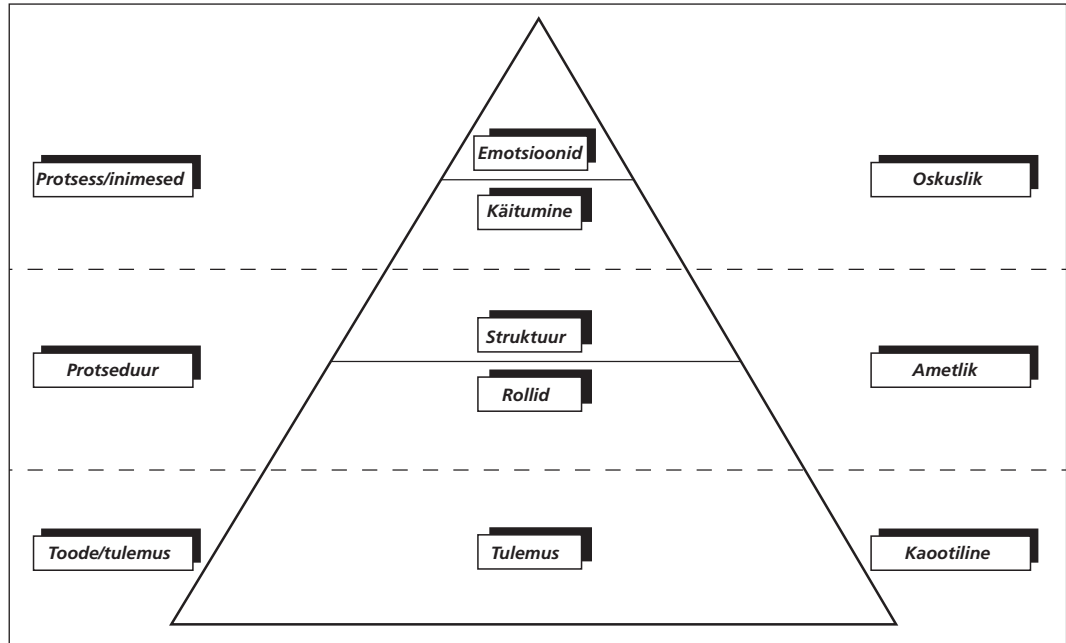 Emotsioonid
Protsess/inimesed
Oskuslik
Käitumine
Struktuur
Protseduur
Ametlik
Rollid
Toode/tulemus
Tulemus
Kaootiline